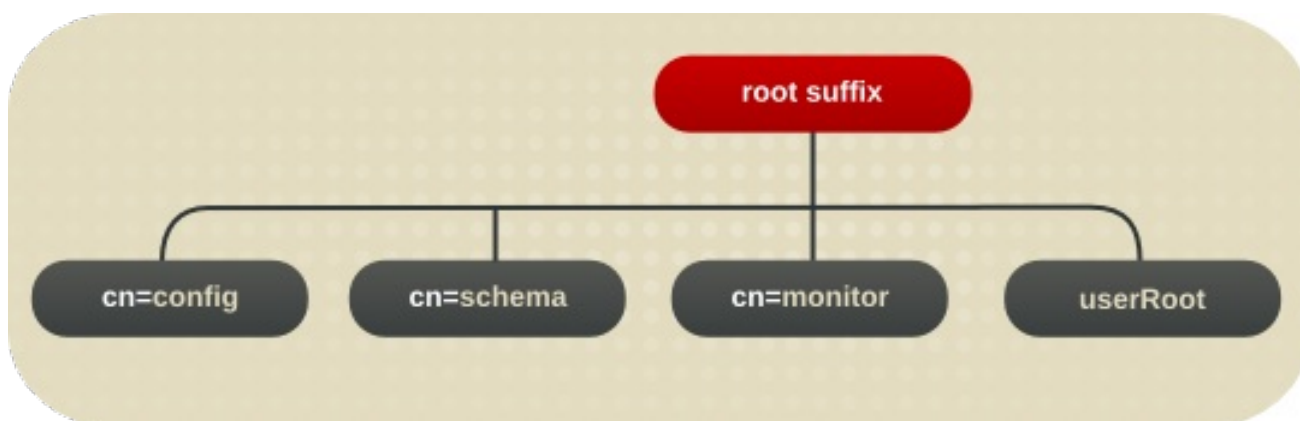 root suffix
cn=config
cn=schema
cn=monitor
userRoot